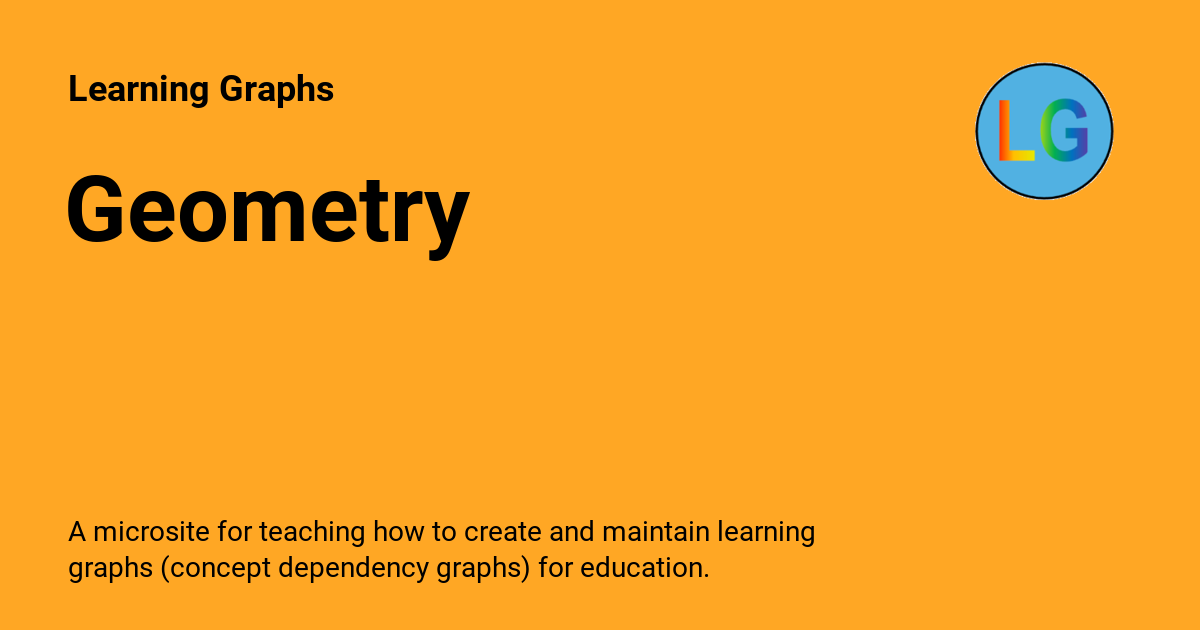 Learning Graphs
LG
Geometry
A microsite for teaching how to create and maintain learning
graphs (concept dependency graphs) for education.